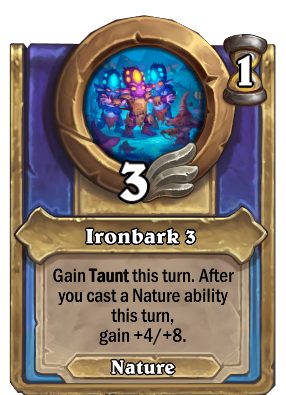 1
3
Ironbark 3
Gain Taunt this turn. After
you cast a Nature ability
this turn,
gain +4/+8.
Nature